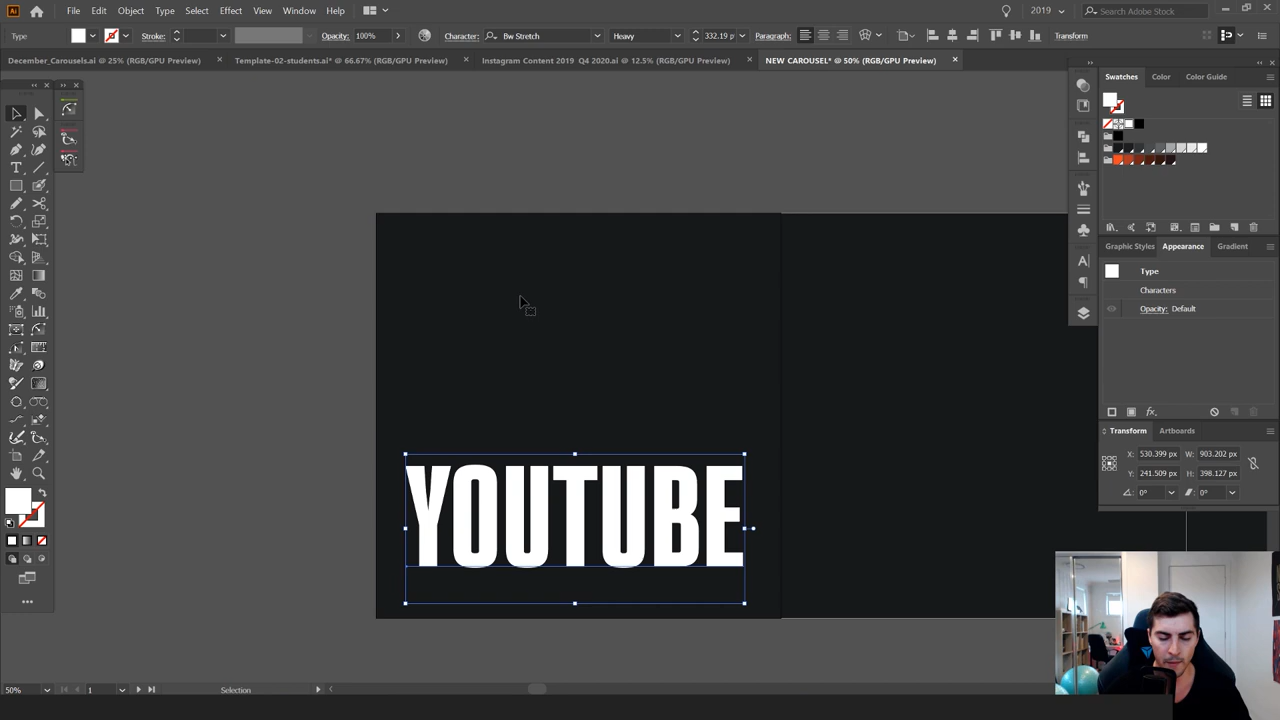 Ai File Edit Object Type Select Effect View Window Help 2019 Search Adobe Stock
Type Stroke: Opacity: 100% Character: Bw Stretch Heavy 332.19 p Paragraph: Transform
December_Carousels.ai @ 25% (RGB/GPU Preview) Template-02-students.ai* @ 66.67% (RGB/GPU Preview) Instagram Content 2019 Q4 2020.ai @ 12.5% (RGB/GPU Preview) NEW CAROUSEL* @ 50% (RGB/GPU Preview)
Swatches Color Color Guide
Graphic Styles Appearance Gradient
Type
Characters
Opacity: Default
Transform Artboards
X: 530.399 px W: 903.202 px
Y: 241.509 px H: 398.127 px
0° 0°
YOUTUBE
50% 1 Selection